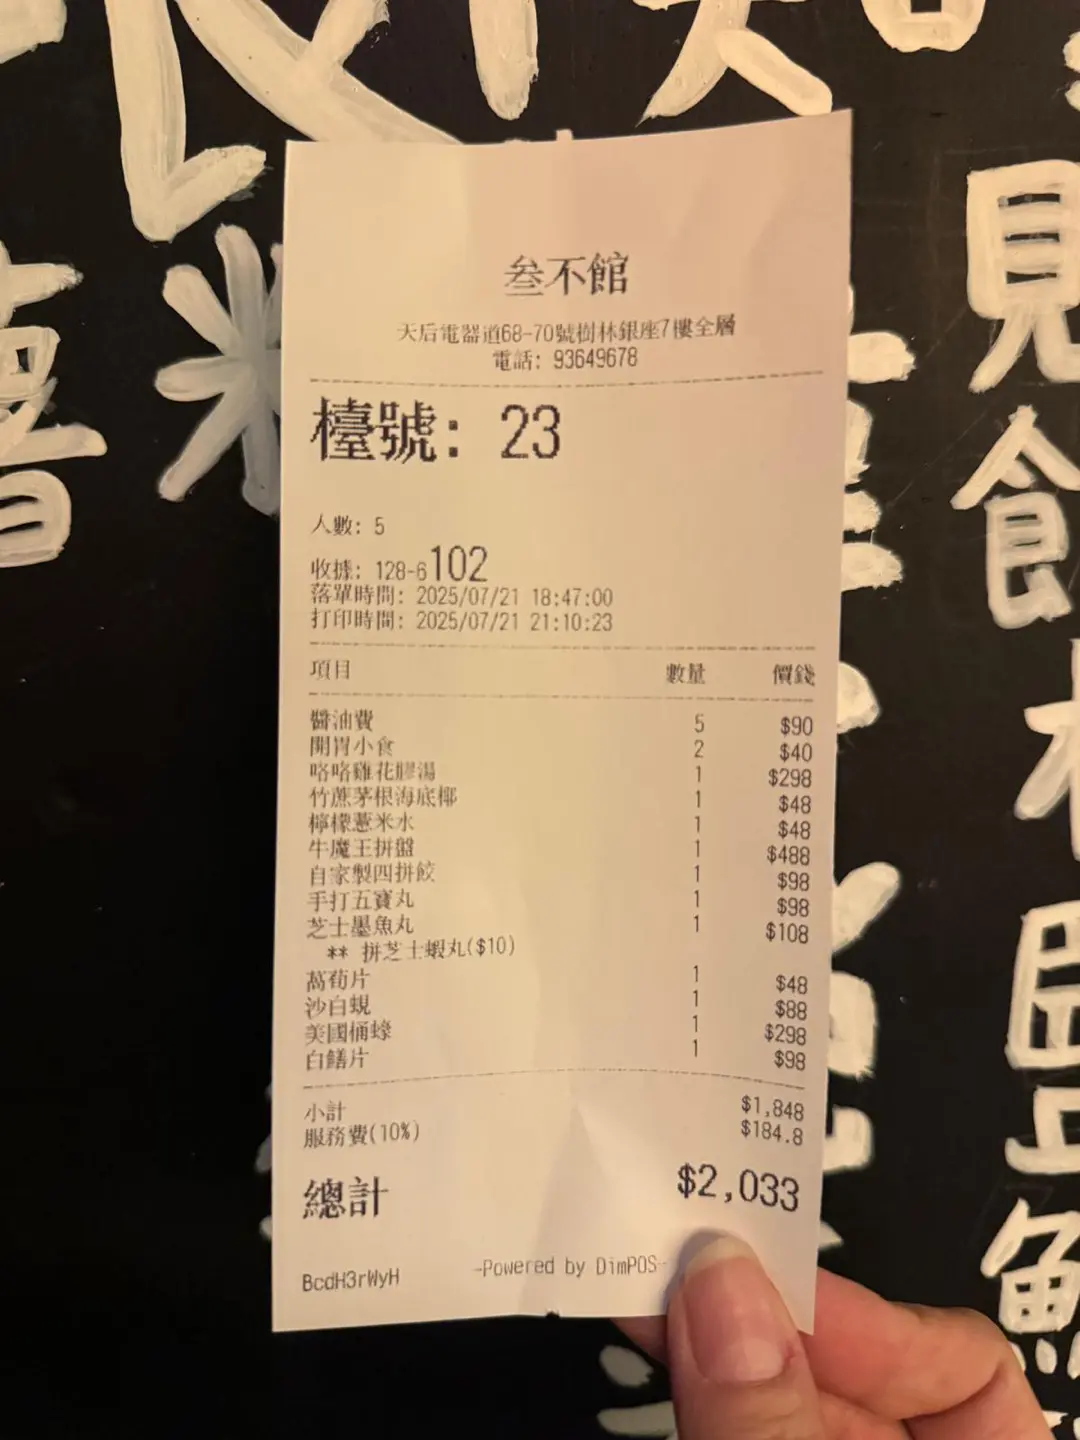 米
見
食
叁不館
天后電器道68-70號樹林銀座7樓全層
電話: 93649678
檯號: 23
人數: 5
收據: 128-6102
落單時間: 2025/07/21 18:47:00
打印時間: 2025/07/21 21:10:23
項目 數量 價錢
醬油費 5 $90
開胃小食 2 $40
咯咯雞花膠湯 1 $298
竹蔗茅根海底椰 1 $48
檸檬薏米水 1 $48
牛魔王拼盤 1 $488
自家製四拼餃 1 $98
手打五寶丸 1 $98
芝士墨魚丸 1 $108
** 拼芝士蝦丸($10)
萵荀片 1 $48
沙白蜆 1 $88
美國桶蠔 1 $298
白鱔片 1 $98
小計 $1,848
服務費(10%) $184.8
總計 $2,033
BcdH3rWyH -Powered by DimPOS-